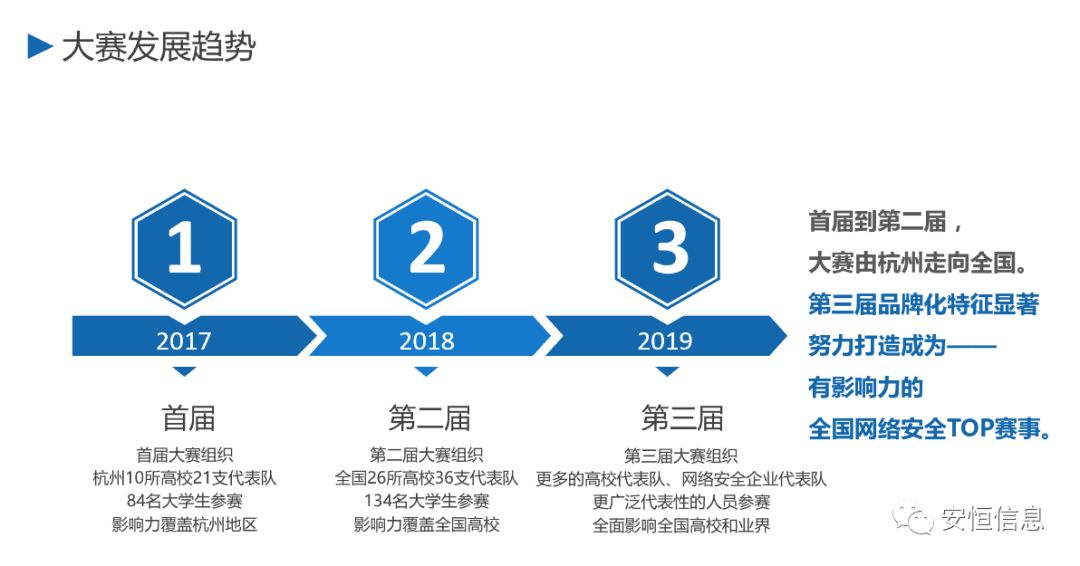 大赛发展趋势
1
2017
首届
首届大赛组织
杭州10所高校21支代表队
84名大学生参赛
影响力覆盖杭州地区
2
2018
第二届
第二届大赛组织
全国26所高校36支代表队
134名大学生参赛
影响力覆盖全国高校
3
2019
第三届
第三届大赛组织
更多的高校代表队、网络安全企业代表队
更广泛代表性的人员参赛
全面影响全国高校和业界
首届到第二届，
大赛由杭州走向全国。
第三届品牌化特征显著
努力打造成为——
有影响力的
全国网络安全TOP赛事。
安恒信息